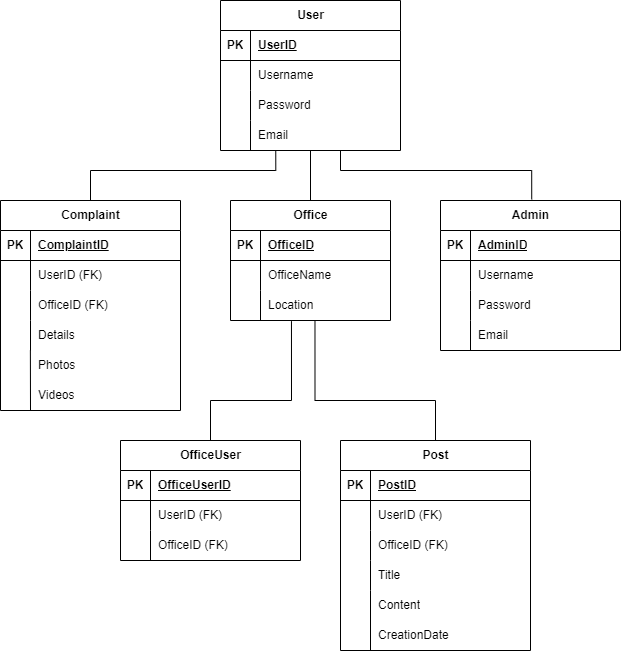 User
PK UserID
Username
Password
Email
Complaint
PK ComplaintID
UserID (FK)
OfficeID (FK)
Details
Photos
Videos
Office
PK OfficeID
OfficeName
Location
Admin
PK AdminID
Username
Password
Email
OfficeUser
PK OfficeUserID
UserID (FK)
OfficeID (FK)
Post
PK PostID
UserID (FK)
OfficeID (FK)
Title
Content
CreationDate